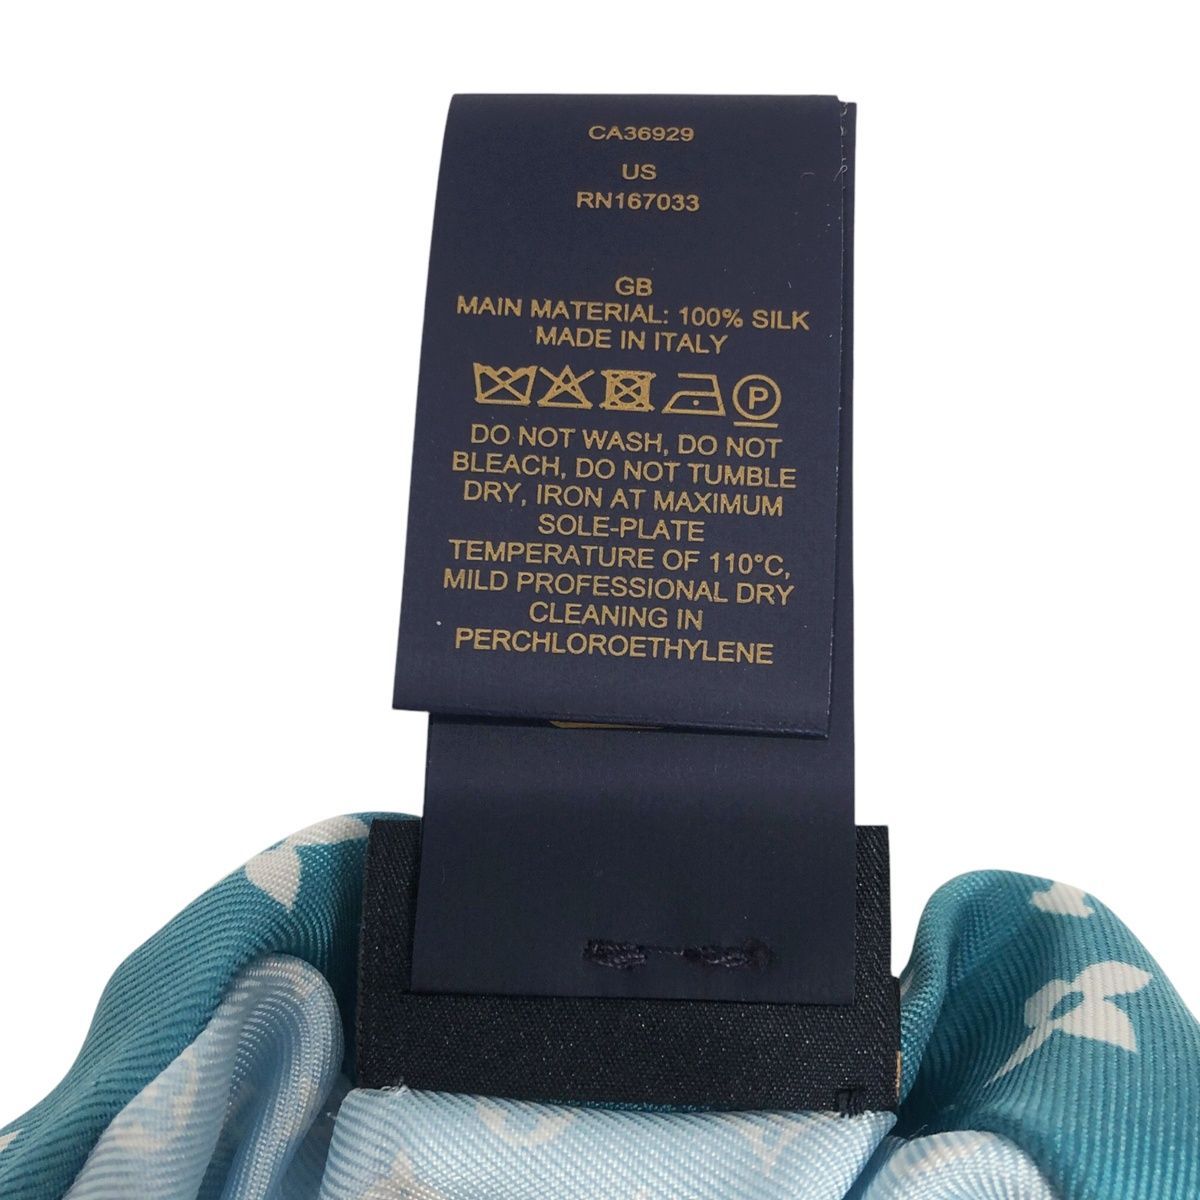 CA36929
US
RN167033
GB
MAIN MATERIAL: 100% SILK
MADE IN ITALY
P
DO NOT WASH, DO NOT
BLEACH, DO NOT TUMBLE
DRY, IRON AT MAXIMUM
SOLE-PLATE
TEMPERATURE OF 110°C,
MILD PROFESSIONAL DRY
CLEANING IN
PERCHLOROETHYLENE